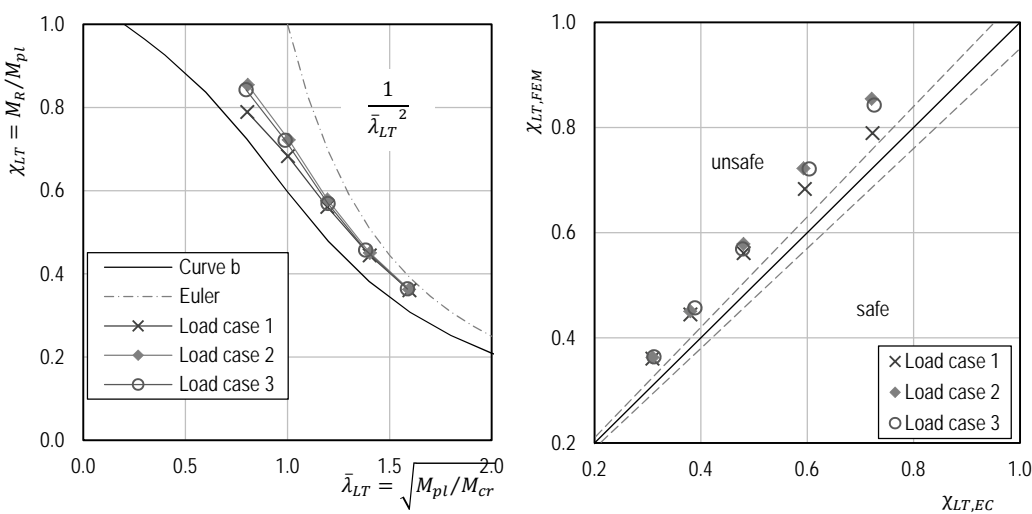 χLT = MR/Mpl
1.0
0.8
0.6
0.4
0.2
0.0
1
λ̄LT²
Curve b
Euler
Load case 1
Load case 2
Load case 3
0.0 0.5 1.0 1.5 2.0
λ̄LT = √Mpl/Mcr
χLT,FEM
1.0
0.8
0.6
0.4
0.2
unsafe
safe
Load case 1
Load case 2
Load case 3
0.2 0.4 0.6 0.8 1.0
χLT,EC